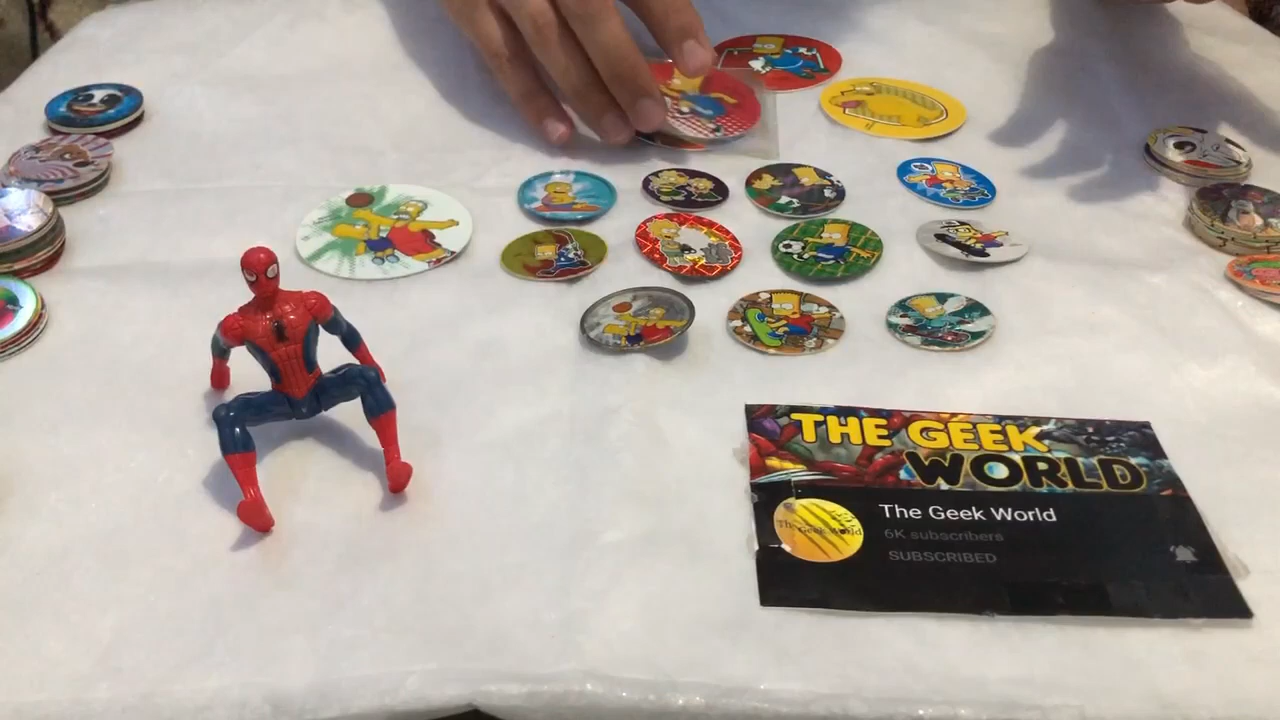 THE GEEK
WORLD
The Geek World
The Geek World
6K subscribers
SUBSCRIBED